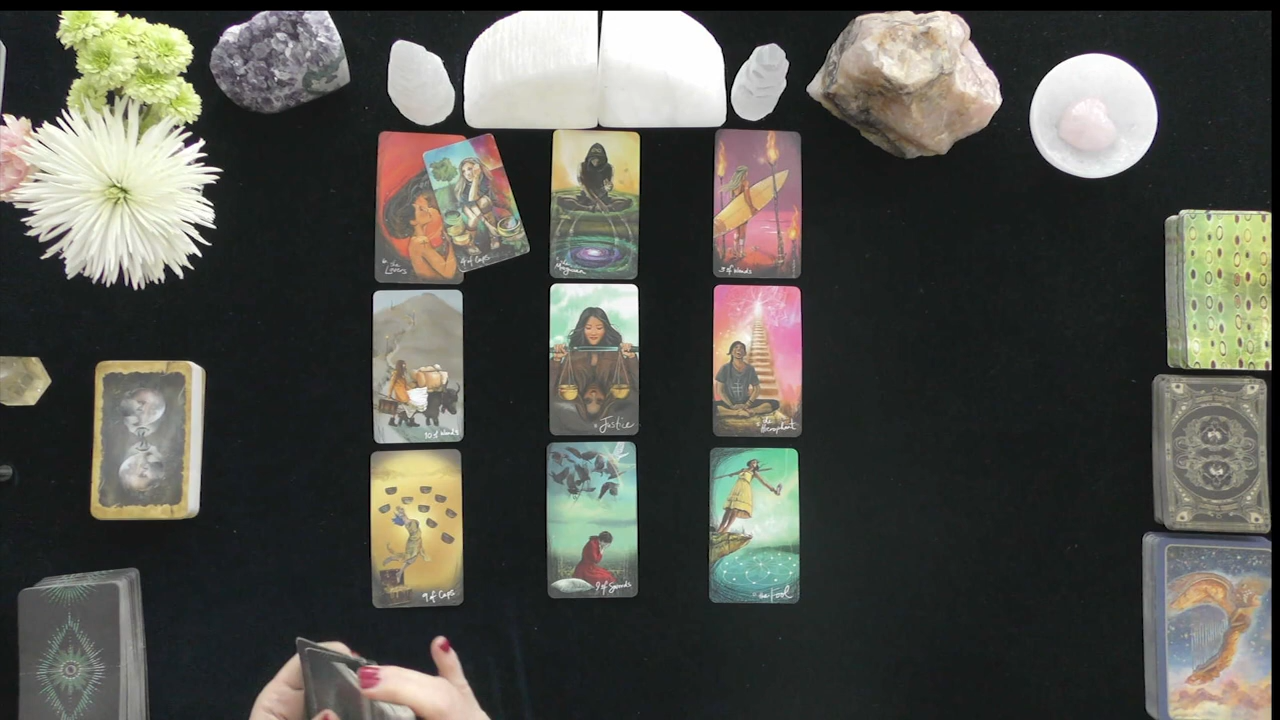 the
Lovers
4 of Cups
the
Magician
3 of Wands
10 of Wands
Justice
the
Hierophant
9 of Cups
9 of Swords
the fool